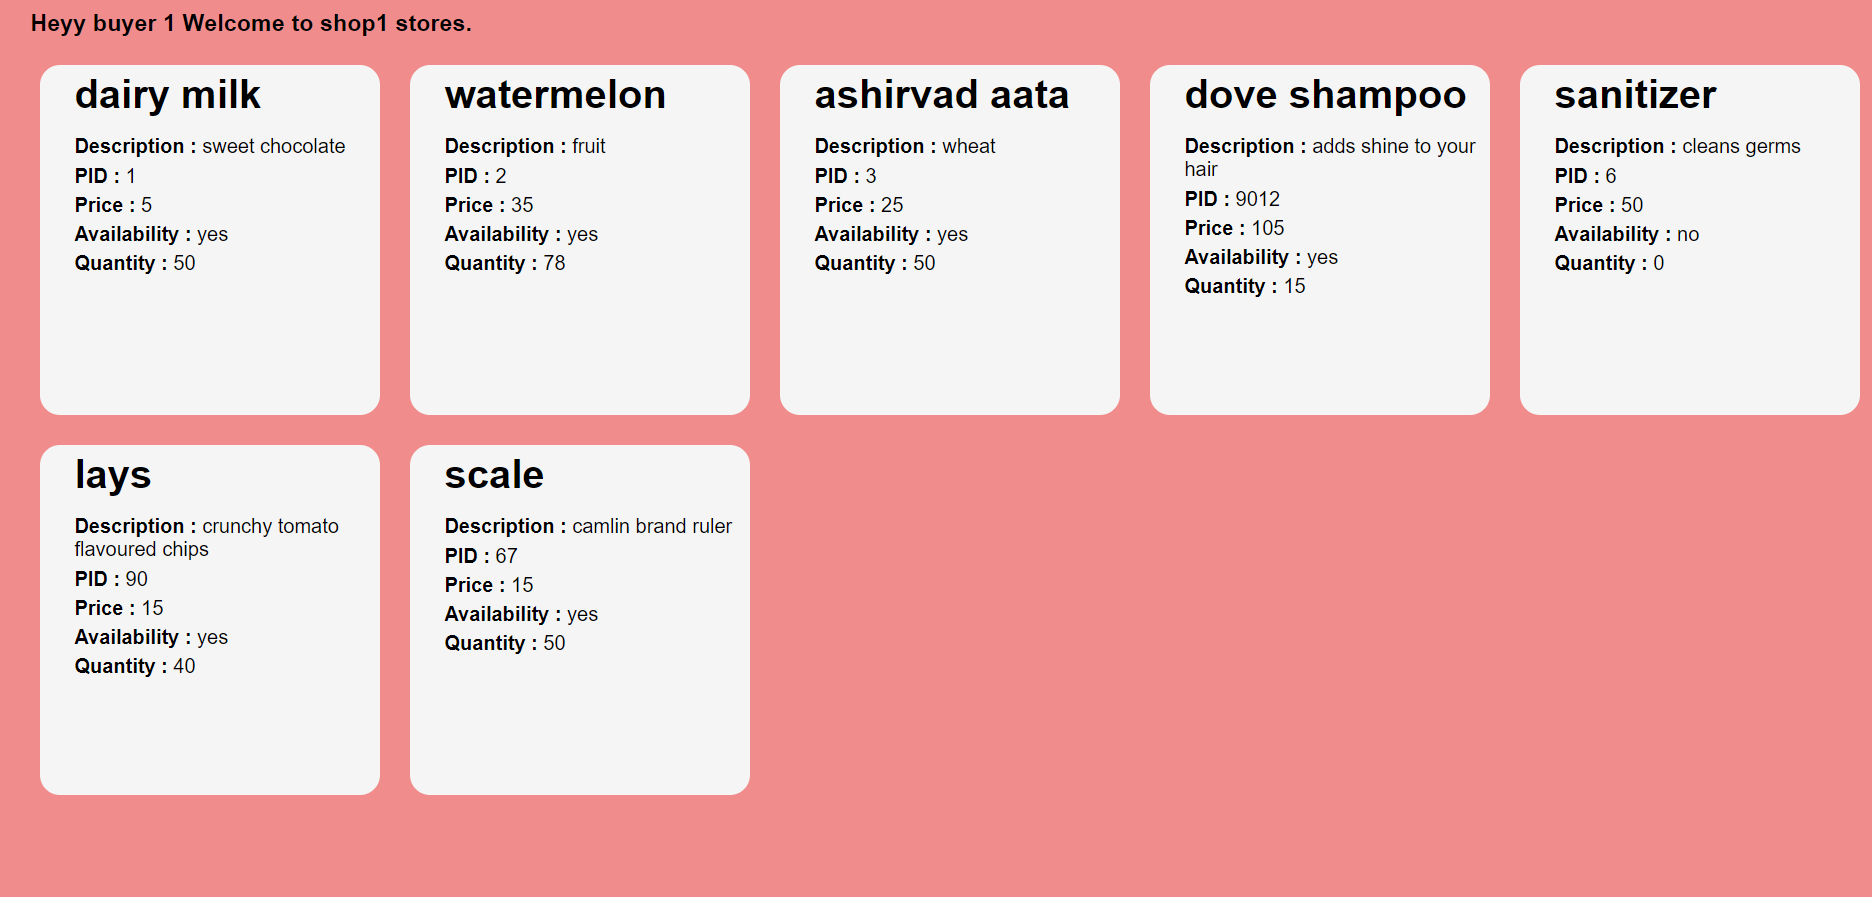 Heyy buyer 1 Welcome to shop1 stores.
dairy milk
Description : sweet chocolate
PID : 1
Price : 5
Availability : yes
Quantity : 50
watermelon
Description : fruit
PID : 2
Price : 35
Availability : yes
Quantity : 78
ashirvad aata
Description : wheat
PID : 3
Price : 25
Availability : yes
Quantity : 50
dove shampoo
Description : adds shine to your
hair
PID : 9012
Price : 105
Availability : yes
Quantity : 15
sanitizer
Description : cleans germs
PID : 6
Price : 50
Availability : no
Quantity : 0
lays
Description : crunchy tomato
flavoured chips
PID : 90
Price : 15
Availability : yes
Quantity : 40
scale
Description : camlin brand ruler
PID : 67
Price : 15
Availability : yes
Quantity : 50